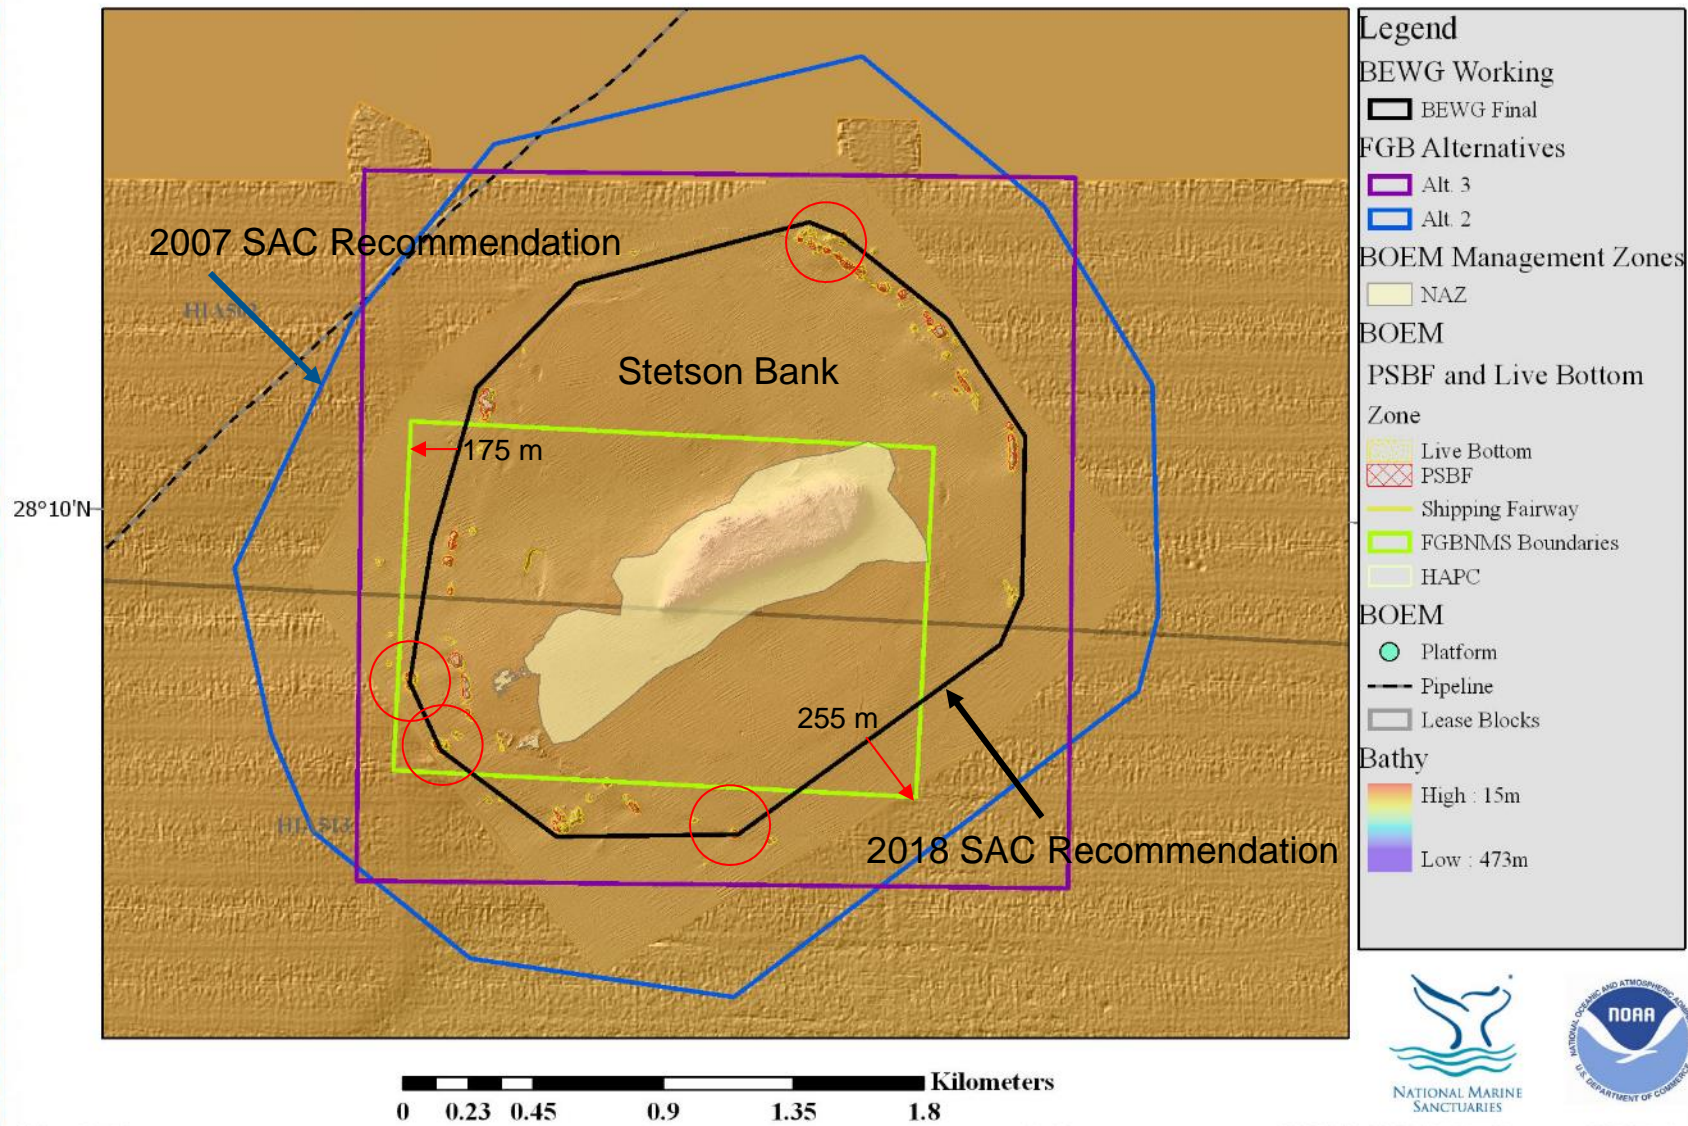 2007 SAC Recommendation
Stetson Bank
175 m
28°10'N
255 m
2018 SAC Recommendation
Kilometers
0 0.23 0.45 0.9 1.35 1.8
Legend
BEWG Working
BEWG Final
FGB Alternatives
Alt. 3
Alt. 2
BOEM Management Zones
NAZ
BOEM
PSBF and Live Bottom
Zone
Live Bottom
PSBF
Shipping Fairway
FGBNMS Boundaries
HAPC
BOEM
Platform
Pipeline
Lease Blocks
Bathy
High : 15m
Low : 473m
NATIONAL MARINE
SANCTUARIES
NOAA